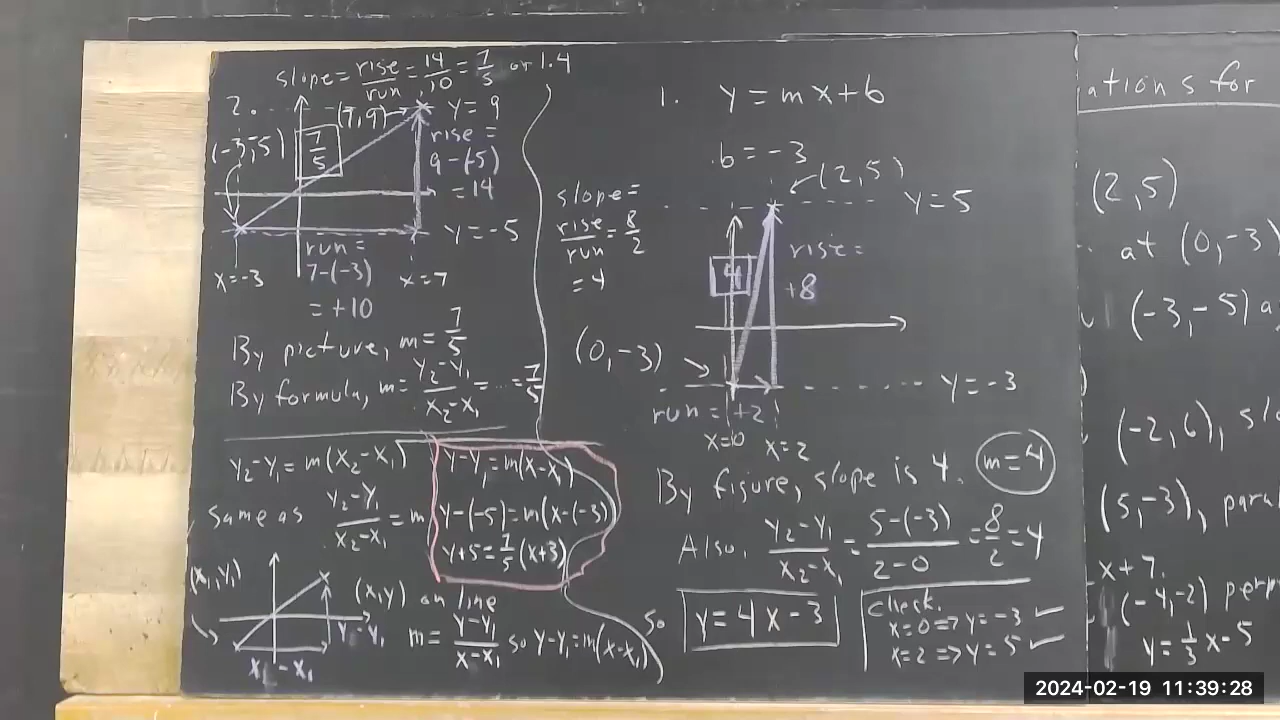 slope = rise/run = 14/10 = 7/5 or 1.4
2.
(7,9)
y = 9
(-3,-5)
7/5
rise =
9-(-5)
= 14
y = -5
run =
7-(-3)
= +10
x = -3
x = 7
By picture, m = 7/5
By formula, m = y₂-y₁/x₂-x₁ = ... = 7/5
y₂-y₁ = m(x₂-x₁)
same as y₂-y₁/x₂-x₁ = m
y-y₁ = m(x-x₁)
y-(-5) = m(x-(-3))
y+5 = 7/5(x+3)
(x₁,y₁)
(x,y) on line
y-y₁
m = y-y₁/x-x₁ so y-y₁ = m(x-x₁)
1. y = mx+b
b = -3
(2,5)
y = 5
slope =
rise/run = 8/2
= 4
4
rise =
+8
(0,-3)
y = -3
run = +2
x = 0
x = 2
By figure, slope is 4. m = 4
Also, y₂-y₁/x₂-x₁ = 5-(-3)/2-0 = 8/2 = 4
so y = 4x-3
check.
x=0 => y=-3 ✓
x=2 => y=5 ✓
ations for
(2,5)
at (0,-3)
(-3,-5) a
(-2,6), slo
(5,-3), para
-x+7.
(-4,-2) perp
y = 1/3 x-5
2024-02-19 11:39:28